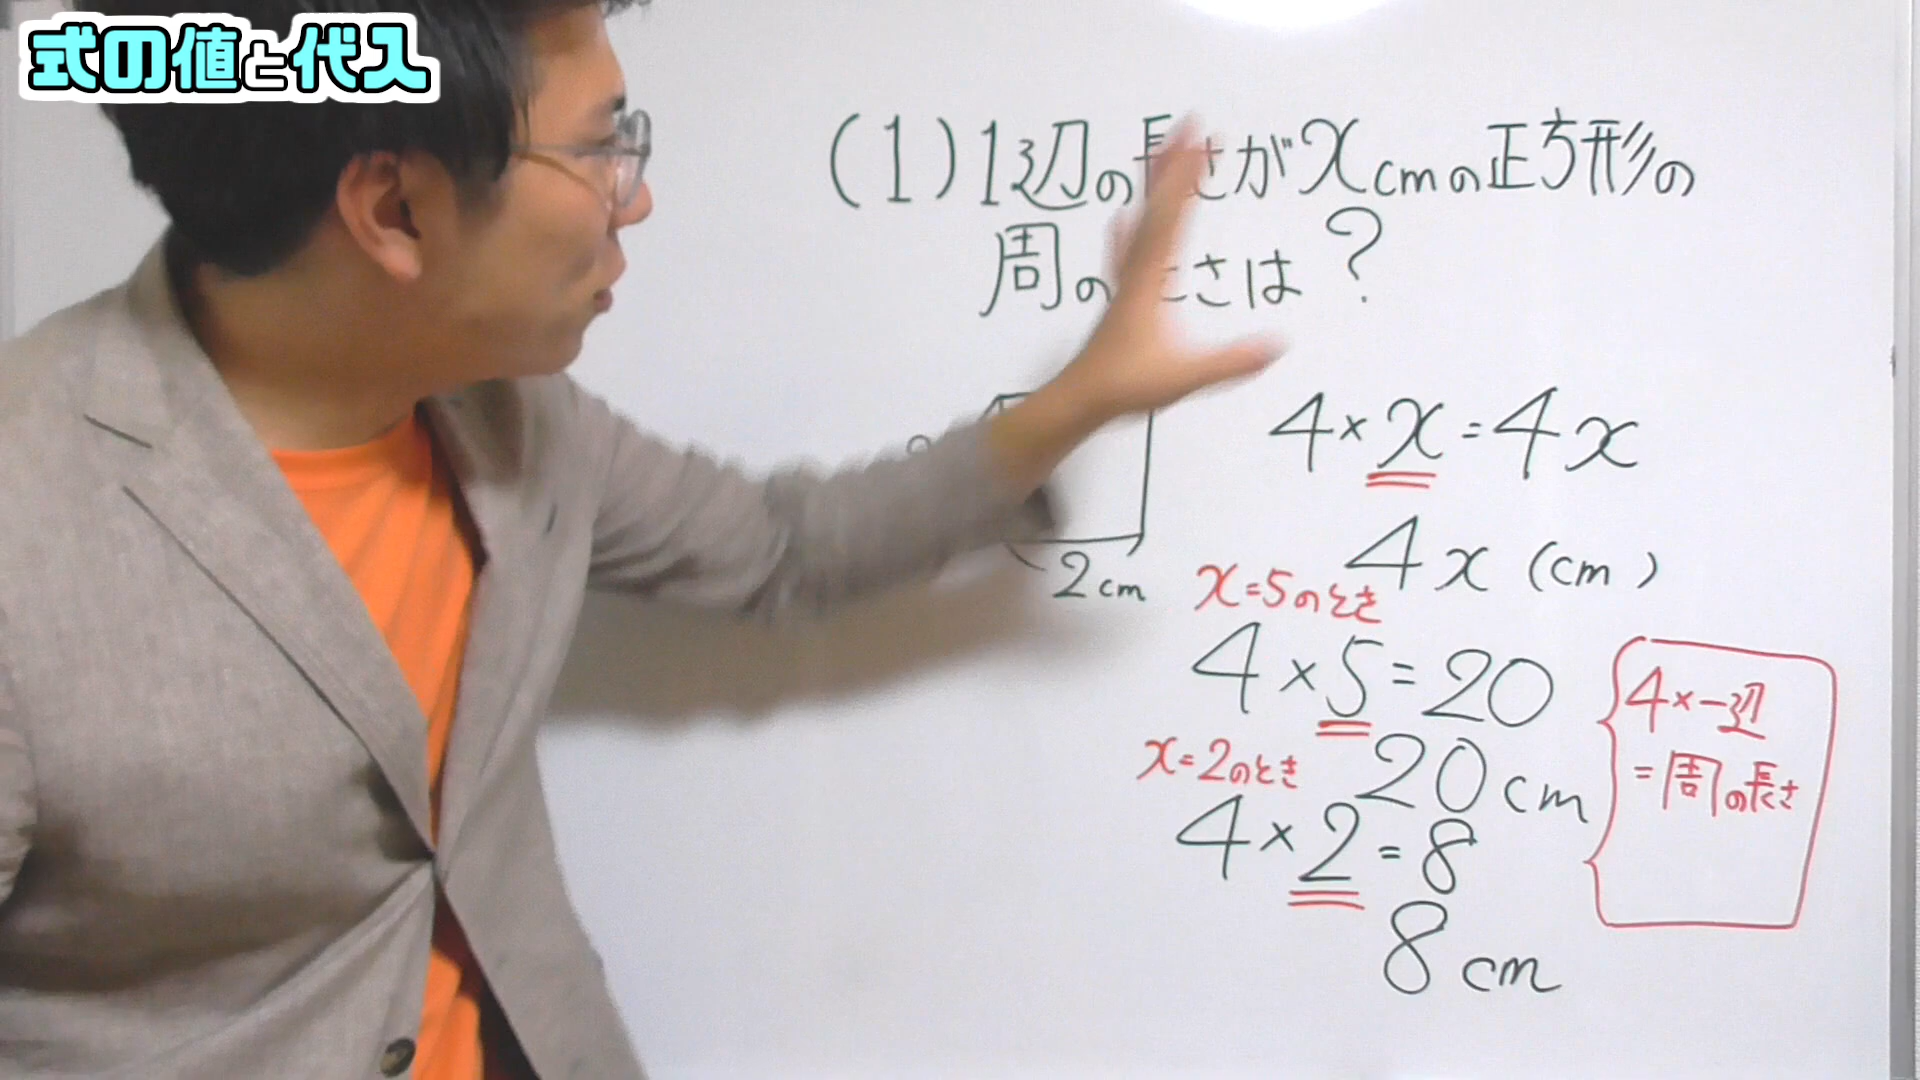 式の値と代入
(1)1辺の長さがxcmの正方形の
周の さは?
4×x=4x
4x (cm)
2cm
x=5のとき
4×5=20
20cm
x=2のとき
4×2=8
8cm
4×一辺
=周の長さ